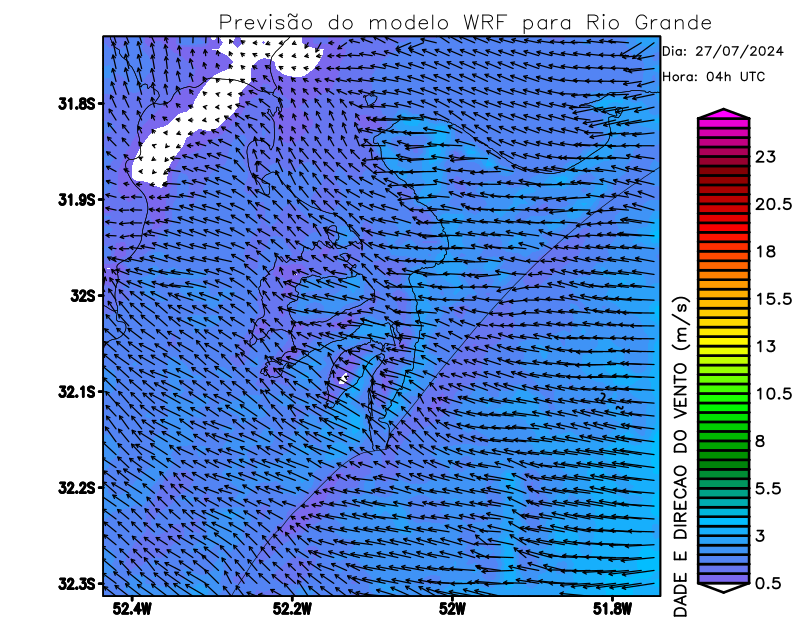 Previsão do modelo WRF para Rio Grande
Dia: 27/07/2024
Hora: 04h UTC
31.8S
31.9S
32S
32.1S
32.2S
32.3S
52.4W
52.2W
52W
51.8W
23
20.5
18
15.5
13
10.5
8
5.5
3
0.5
DADE E DIRECAO DO VENTO (m/s)